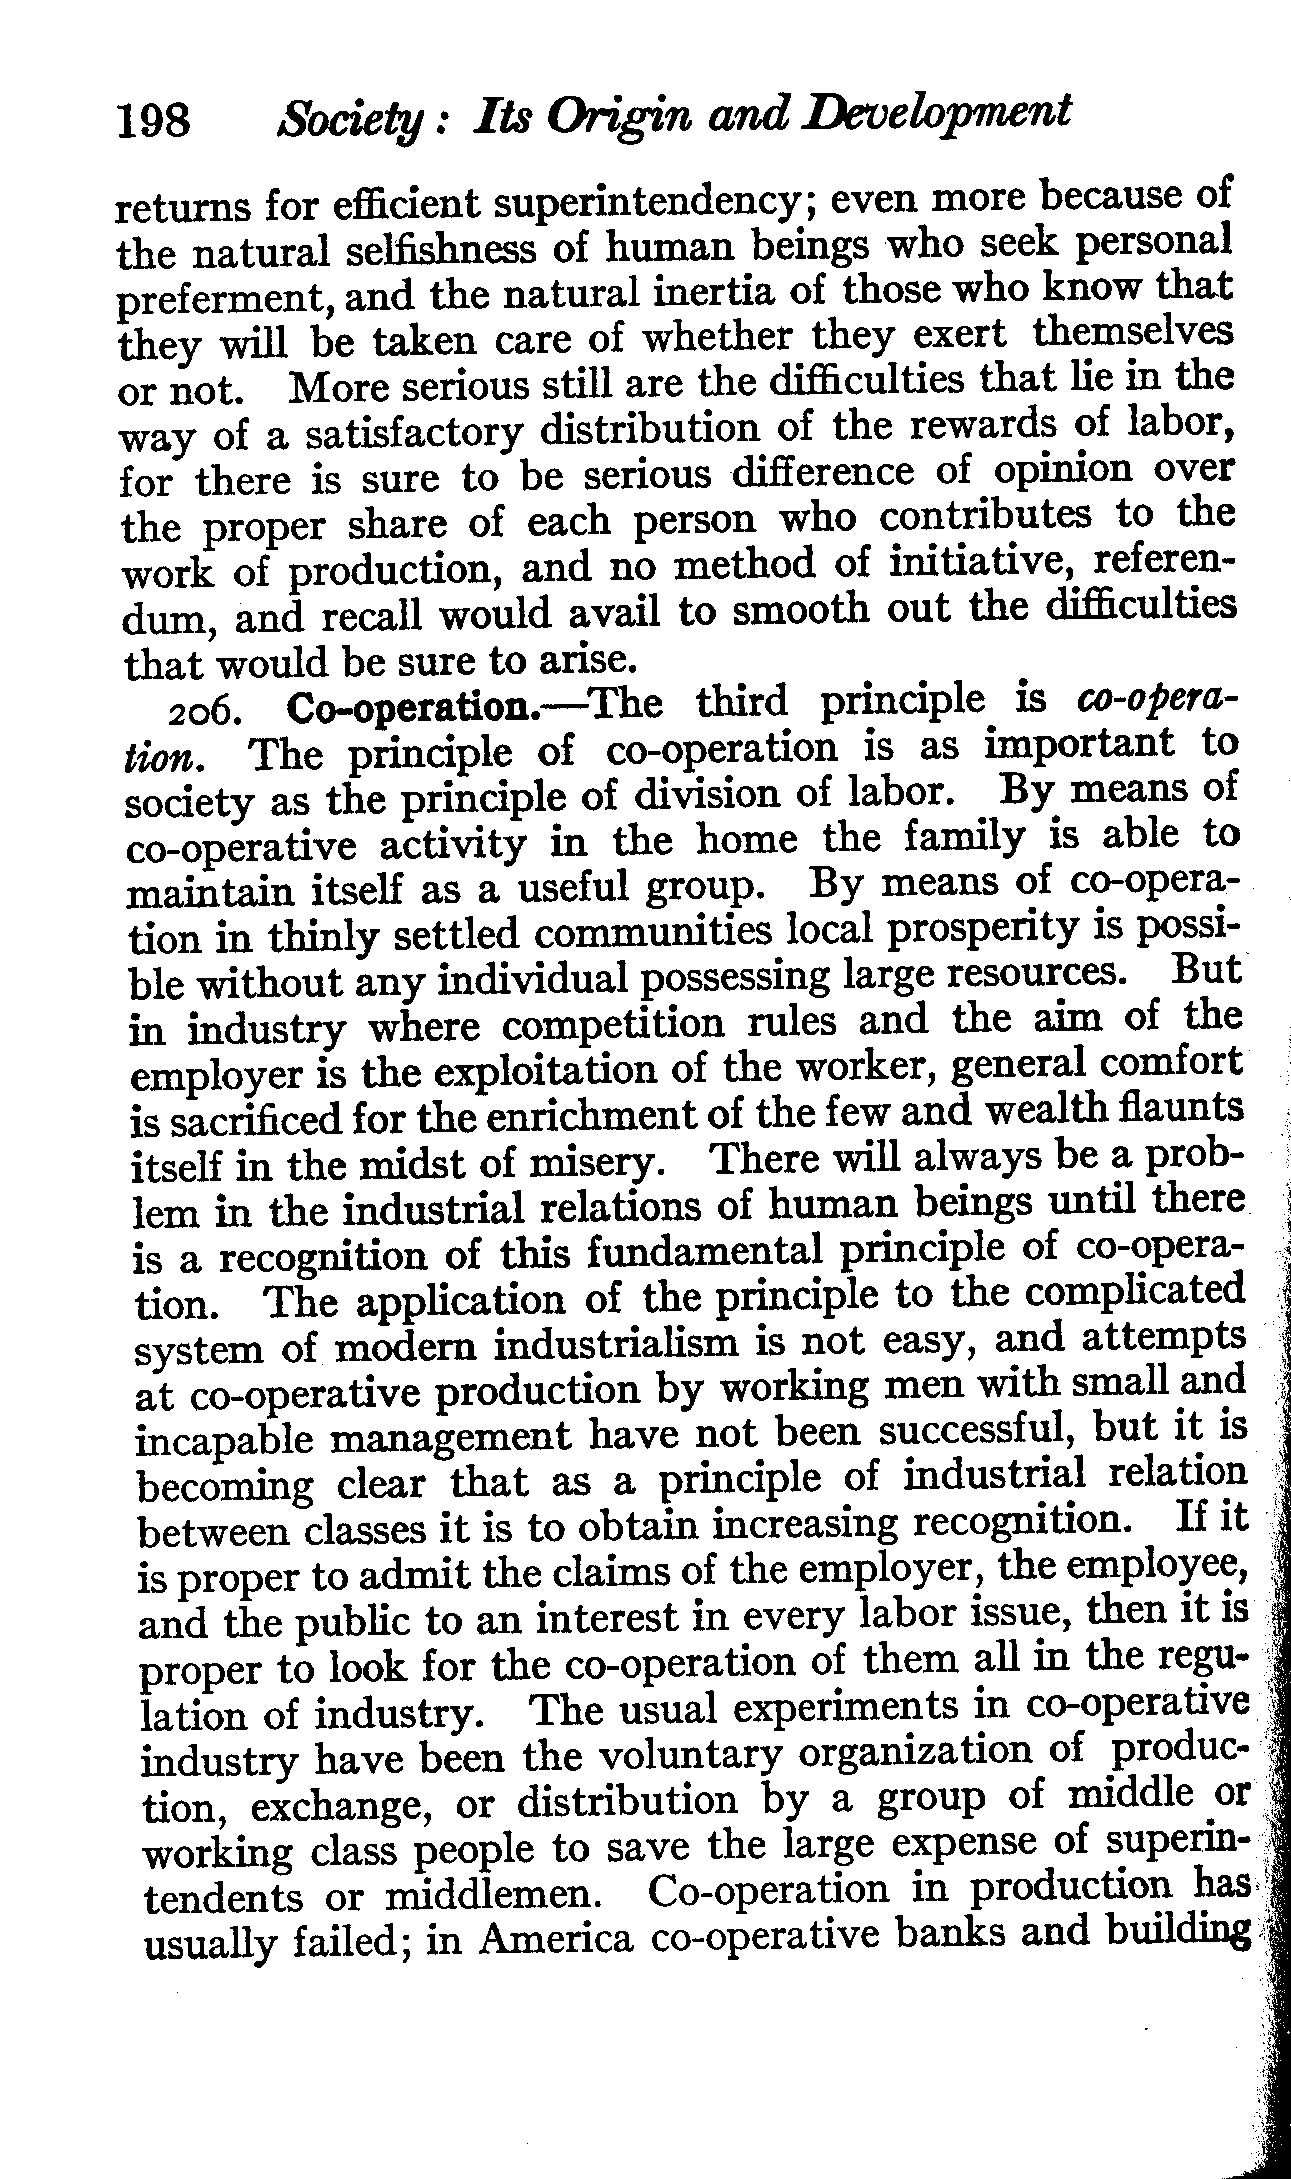 198 Society : Its Origin and Development
returns for efficient superintendency; even more because of
the natural selfishness of human beings who seek personal
preferment, and the natural inertia of those who know that
they will be taken care of whether they exert themselves
or not. More serious still are the difficulties that lie in the
way of a satisfactory distribution of the rewards of labor,
for there is sure to be serious difference of opinion over
the proper share of each person who contributes to the
work of production, and no method of initiative, referen-
dum, and recall would avail to smooth out the difficulties
that would be sure to arise.
206. Co-operation.—The third principle is co-opera-
tion. The principle of co-operation is as important to
society as the principle of division of labor. By means of
co-operative activity in the home the family is able to
maintain itself as a useful group. By means of co-opera-
tion in thinly settled communities local prosperity is possi-
ble without any individual possessing large resources. But
in industry where competition rules and the aim of the
employer is the exploitation of the worker, general comfort
is sacrificed for the enrichment of the few and wealth flaunts
itself in the midst of misery. There will always be a prob-
lem in the industrial relations of human beings until there
is a recognition of this fundamental principle of co-opera-
tion. The application of the principle to the complicated
system of modern industrialism is not easy, and attempts
at co-operative production by working men with small and
incapable management have not been successful, but it is
becoming clear that as a principle of industrial relation
between classes it is to obtain increasing recognition. If it
is proper to admit the claims of the employer, the employee,
and the public to an interest in every labor issue, then it is
proper to look for the co-operation of them all in the regu-
lation of industry. The usual experiments in co-operative
industry have been the voluntary organization of produc-
tion, exchange, or distribution by a group of middle or
working class people to save the large expense of superin-
tendents or middlemen. Co-operation in production has
usually failed; in America co-operative banks and building